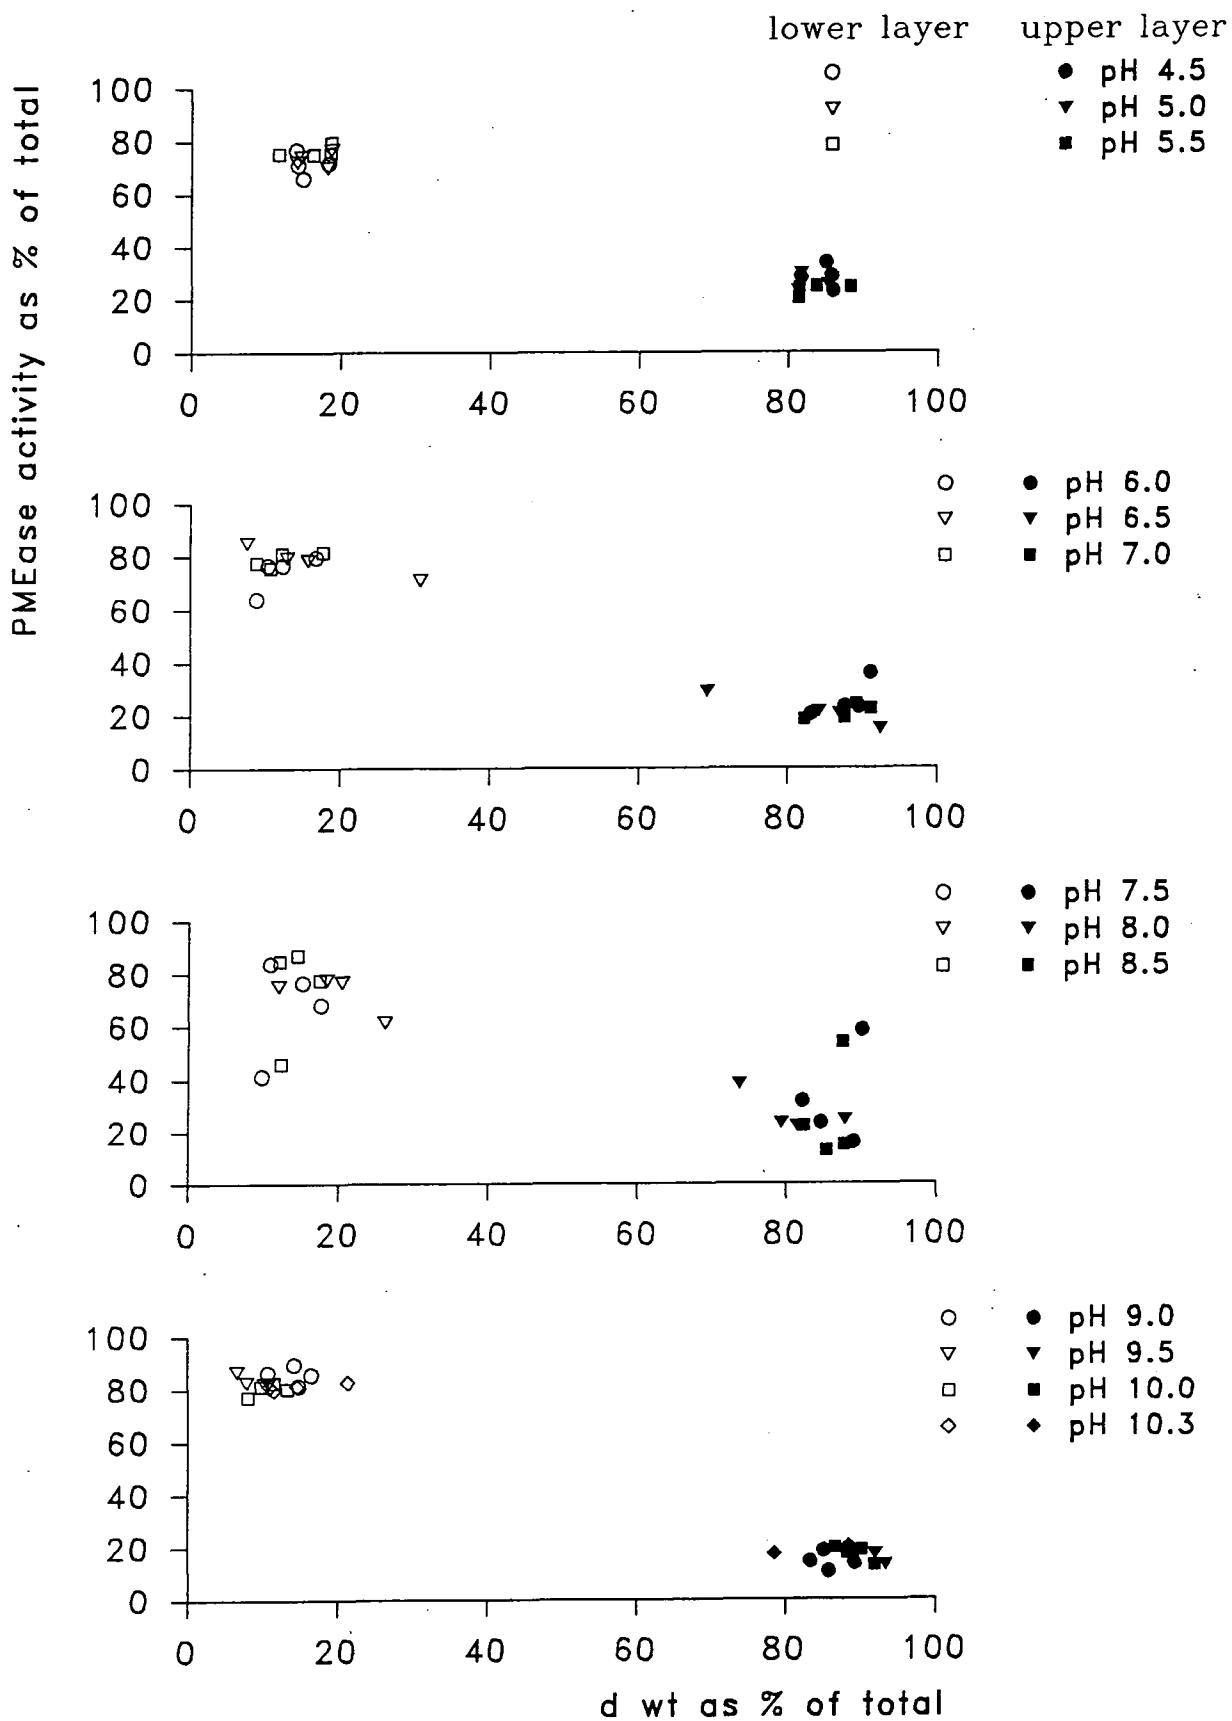 lower layer upper layer
pH 4.5
pH 5.0
pH 5.5
PMEase activity as % of total
100
80
60
40
20
0
0 20 40 60 80 100
pH 6.0
pH 6.5
pH 7.0
100
80
60
40
20
0
0 20 40 60 80 100
pH 7.5
pH 8.0
pH 8.5
100
80
60
40
20
0
0 20 40 60 80 100
pH 9.0
pH 9.5
pH 10.0
pH 10.3
100
80
60
40
20
0
0 20 40 60 80 100
d wt as % of total